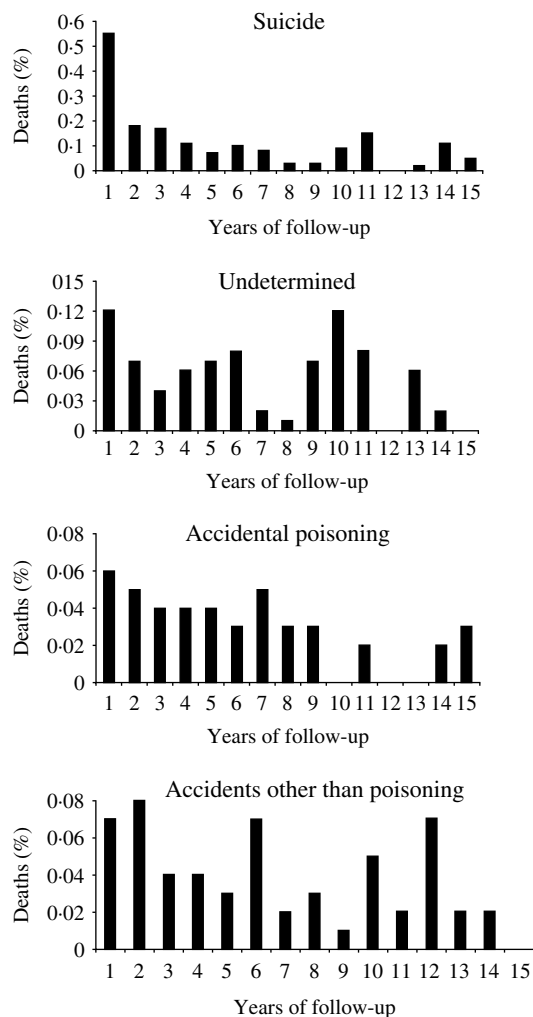 Suicide
Deaths (%)
0·6
0·5
0·4
0·3
0·2
0·1
0
1 2 3 4 5 6 7 8 9 10 11 12 13 14 15
Years of follow-up
Undetermined
Deaths (%)
015
0·12
0·09
0·06
0·03
0
1 2 3 4 5 6 7 8 9 10 11 12 13 14 15
Years of follow-up
Accidental poisoning
Deaths (%)
0·08
0·06
0·04
0·02
0
1 2 3 4 5 6 7 8 9 10 11 12 13 14 15
Years of follow-up
Accidents other than poisoning
Deaths (%)
0·08
0·06
0·04
0·02
0
1 2 3 4 5 6 7 8 9 10 11 12 13 14 15
Years of follow-up